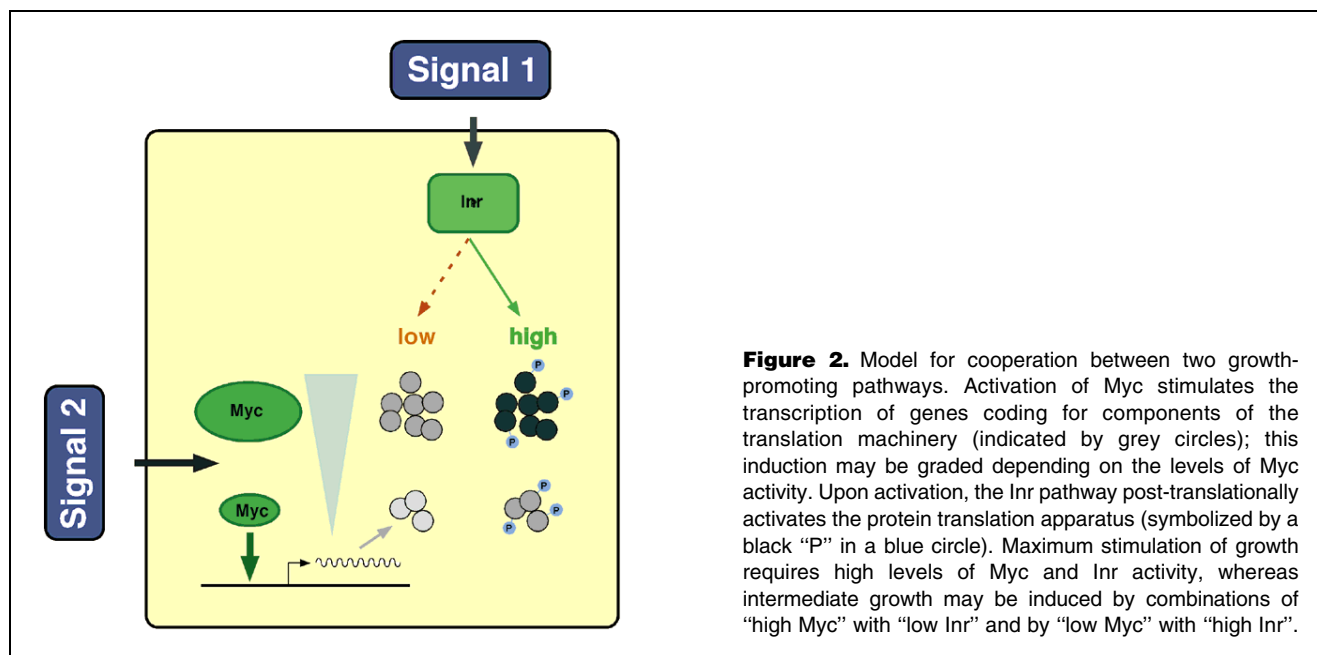 Signal 1
Inr
low
high
P
P
P
Myc
Signal 2
Myc
P
P
P
Figure 2. Model for cooperation between two growth-
promoting pathways. Activation of Myc stimulates the
transcription of genes coding for components of the
translation machinery (indicated by grey circles); this
induction may be graded depending on the levels of Myc
activity. Upon activation, the Inr pathway post-translationally
activates the protein translation apparatus (symbolized by a
black “P” in a blue circle). Maximum stimulation of growth
requires high levels of Myc and Inr activity, whereas
intermediate growth may be induced by combinations of
“high Myc” with “low Inr” and by “low Myc” with “high Inr”.